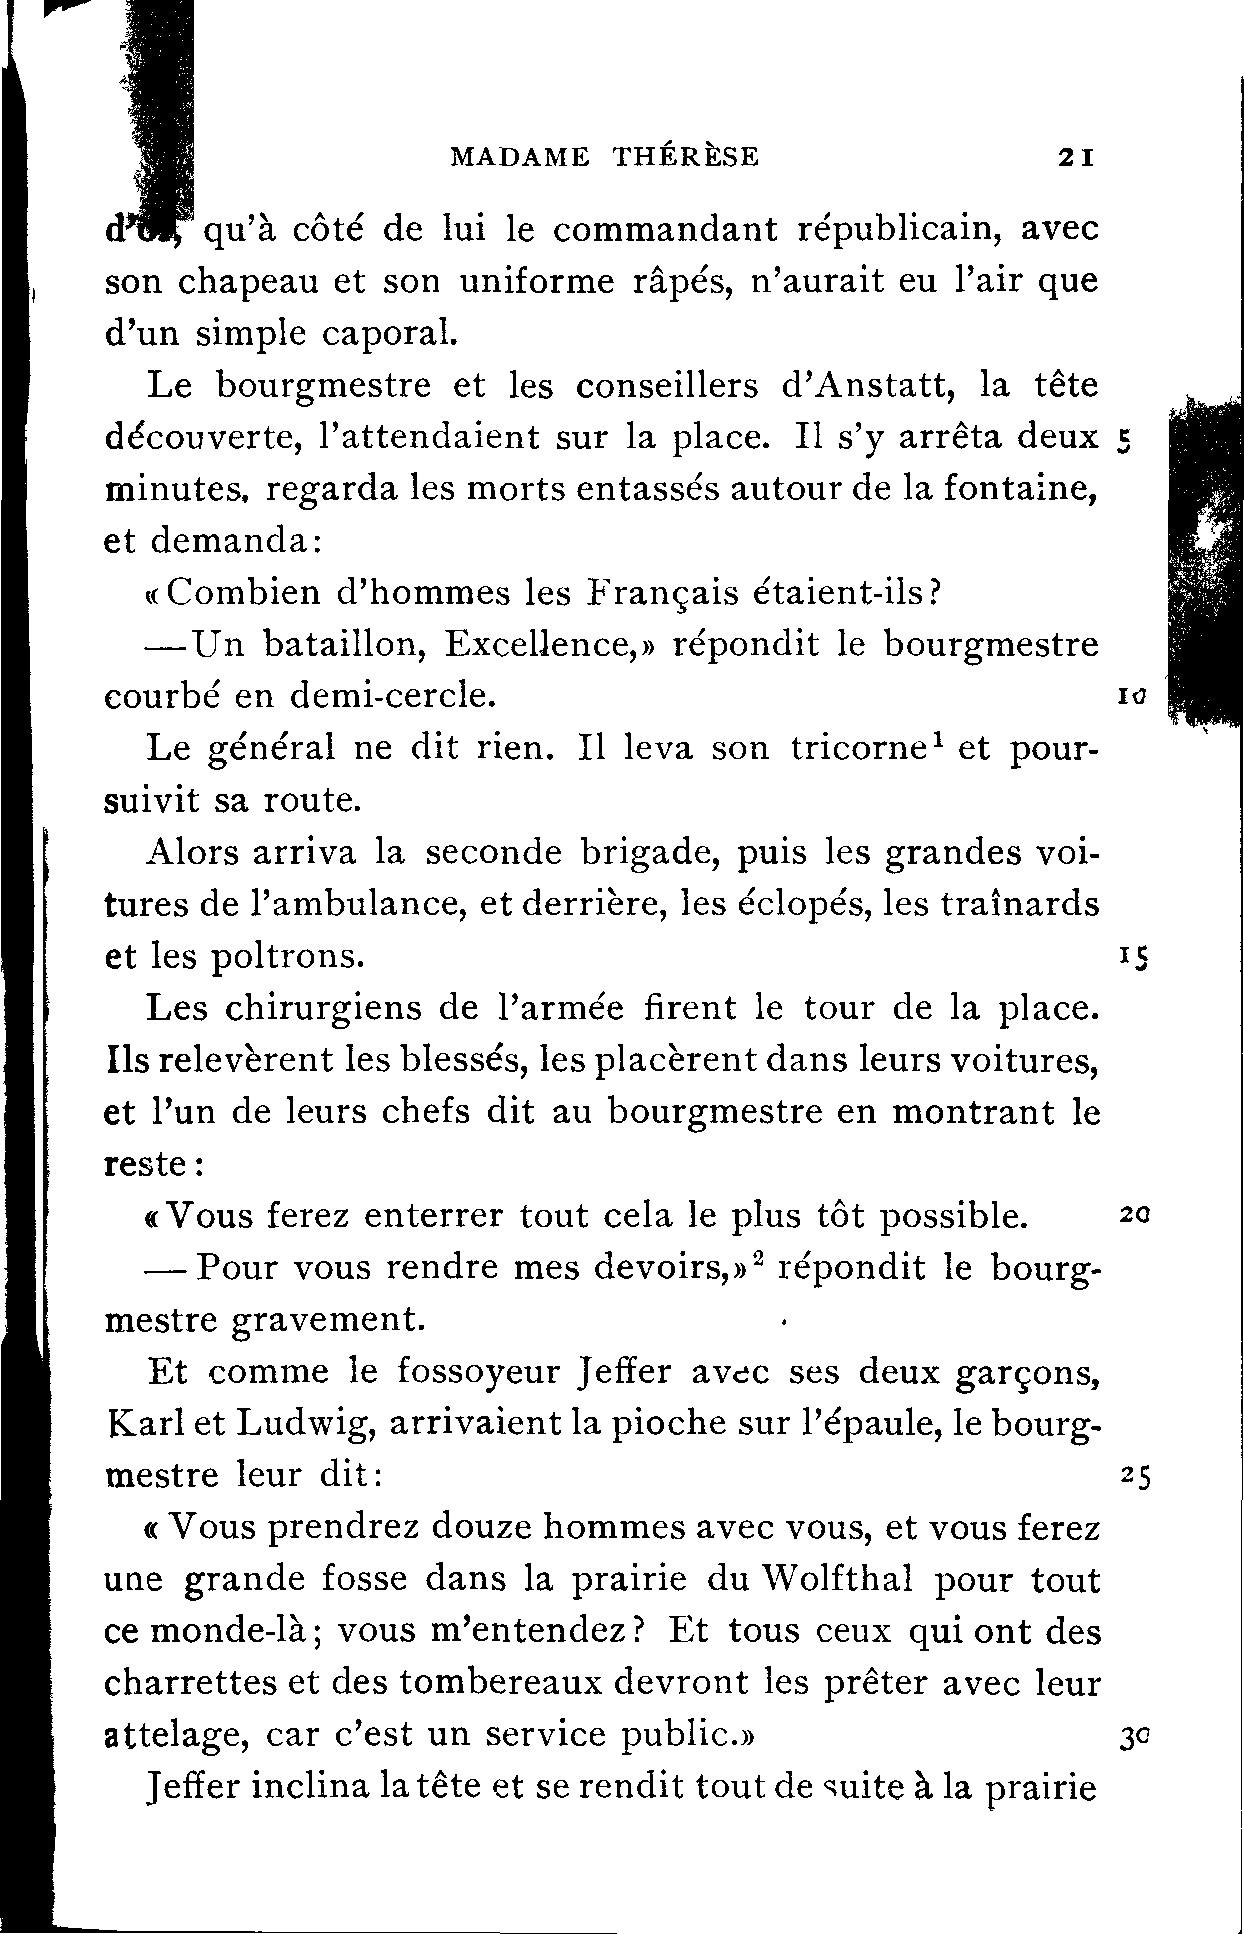 MADAME THÉRÈSE 21
d'or, qu'à côté de lui le commandant républicain, avec
son chapeau et son uniforme râpés, n'aurait eu l'air que
d'un simple caporal.
Le bourgmestre et les conseillers d'Anstatt, la tête
découverte, l'attendaient sur la place. Il s'y arrêta deux 5
minutes, regarda les morts entassés autour de la fontaine,
et demanda:
« Combien d'hommes les Français étaient-ils?
— Un bataillon, Excellence,» répondit le bourgmestre
courbé en demi-cercle. 10
Le général ne dit rien. Il leva son tricorne¹ et pour-
suivit sa route.
Alors arriva la seconde brigade, puis les grandes voi-
tures de l'ambulance, et derrière, les éclopés, les traînards
et les poltrons. 15
Les chirurgiens de l'armée firent le tour de la place.
Ils relevèrent les blessés, les placèrent dans leurs voitures,
et l'un de leurs chefs dit au bourgmestre en montrant le
reste :
« Vous ferez enterrer tout cela le plus tôt possible. 20
— Pour vous rendre mes devoirs,»² répondit le bourg-
mestre gravement.
Et comme le fossoyeur Jeffer avec ses deux garçons,
Karl et Ludwig, arrivaient la pioche sur l'épaule, le bourg-
mestre leur dit: 25
« Vous prendrez douze hommes avec vous, et vous ferez
une grande fosse dans la prairie du Wolfthal pour tout
ce monde-là; vous m'entendez? Et tous ceux qui ont des
charrettes et des tombereaux devront les prêter avec leur
attelage, car c'est un service public.» 30
Jeffer inclina la tête et se rendit tout de suite à la prairie